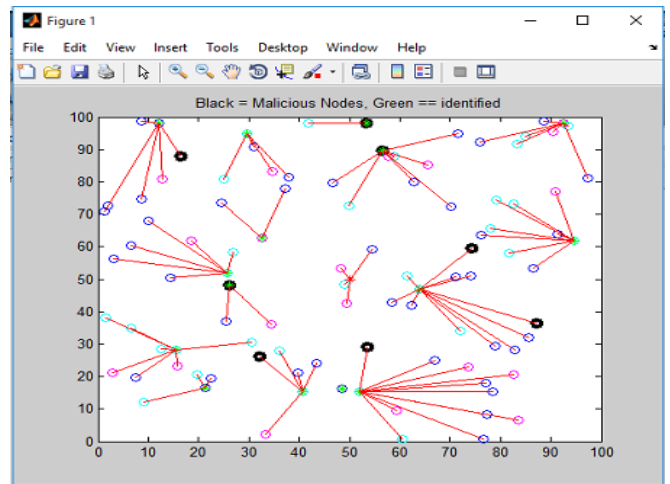 Figure 1
File Edit View Insert Tools Desktop Window Help
Black = Malicious Nodes, Green == identified
100
90
80
70
60
50
40
30
20
10
0
0 10 20 30 40 50 60 70 80 90 100